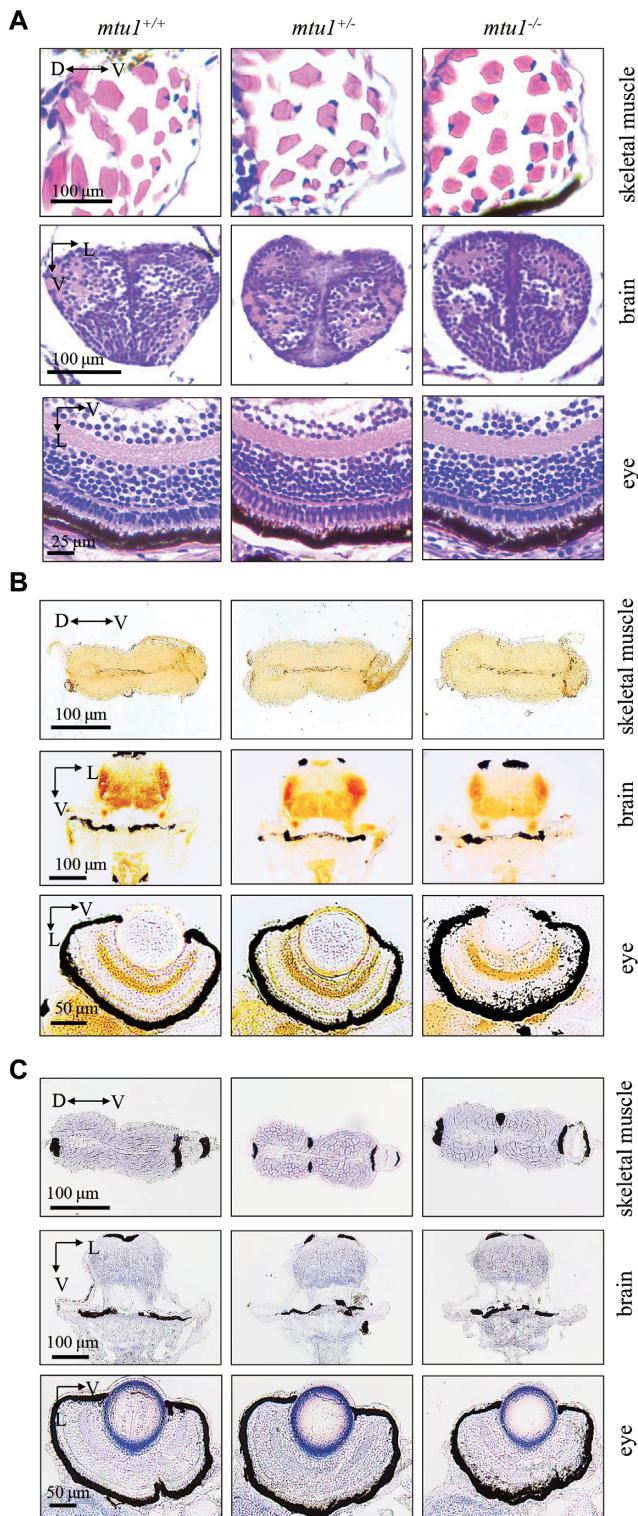 A
mtu1+/+
mtu1+/-
mtu1-/-
D V
100 µm
skeletal muscle
L
V
100 µm
brain
V
L
25 µm
eye
B
D V
100 µm
skeletal muscle
L
V
100 µm
brain
V
L
50 µm
eye
C
D V
100 µm
skeletal muscle
L
V
100 µm
brain
V
L
50 µm
eye